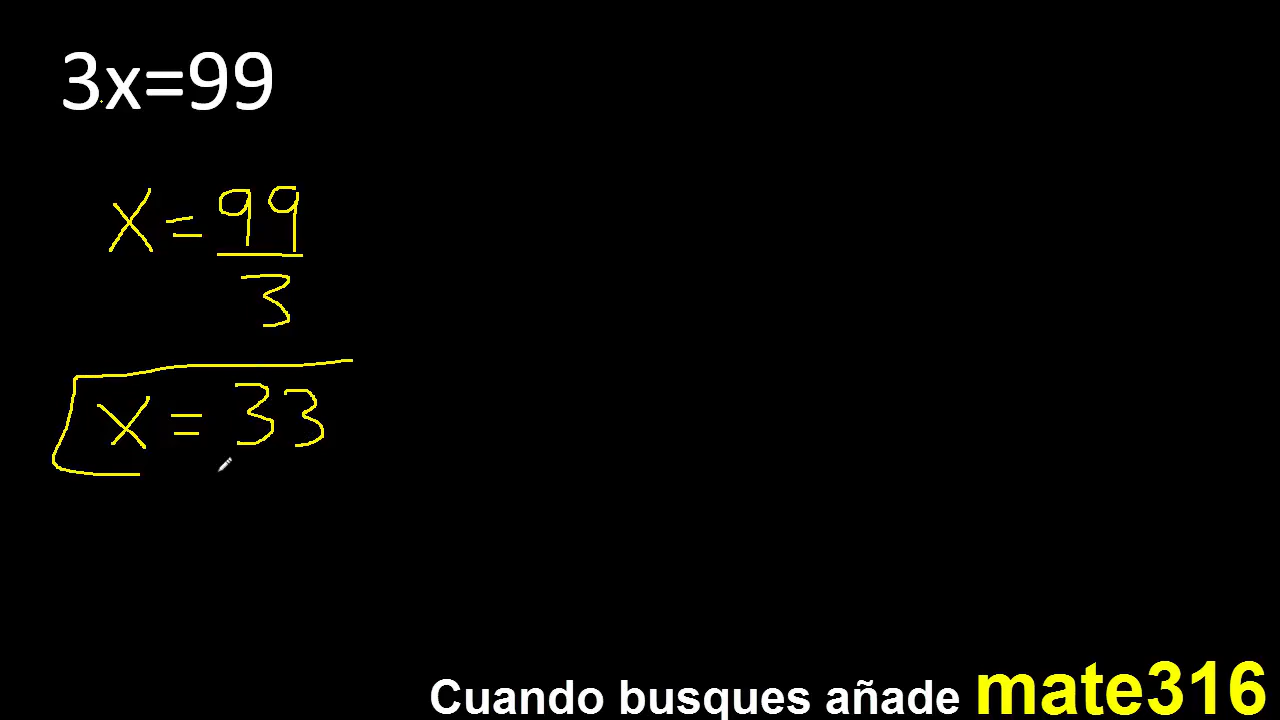 3x=99
x = 99
3
x = 33
Cuando busques añade mate316